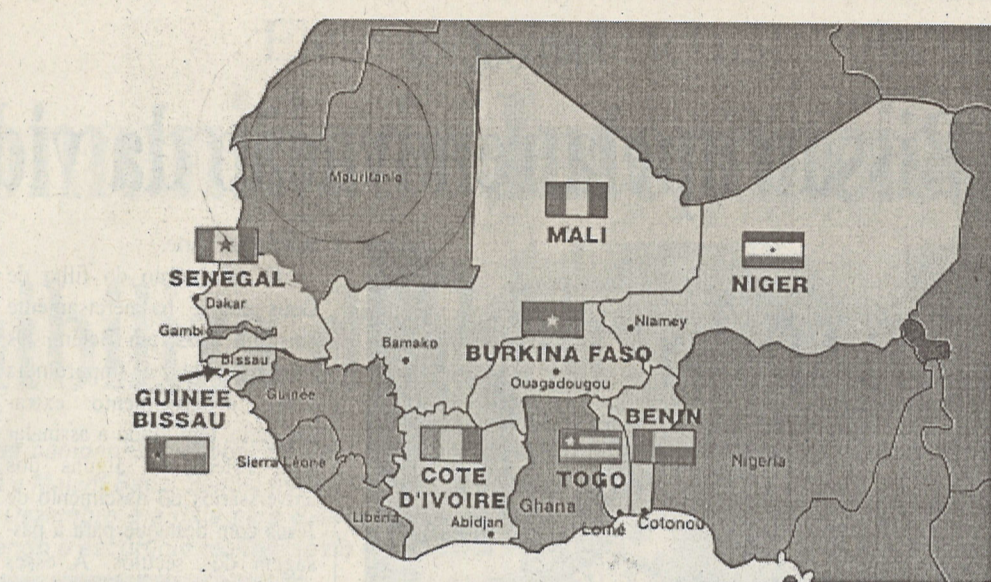 Mauritanie
MALI
SENEGAL
NIGER
Dakar
Gambie
Niamey
Bamako
BURKINA FASO
Bissau
Ouagadougou
GUINEE
BISSAU
Guinée
BENIN
Sierra Léone
Nigeria
COTE
D'IVOIRE
TOGO
Ghana
Libéria
Abidjan
Lomé
Cotonou